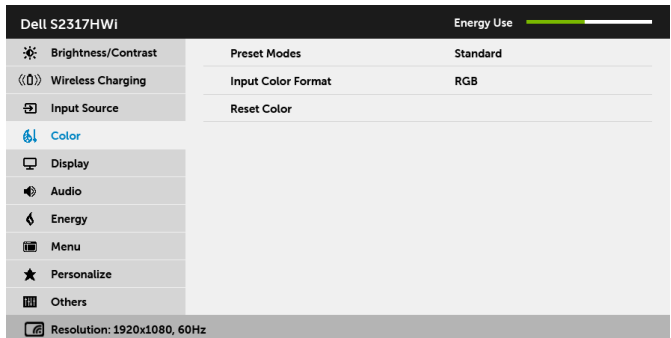 Dell S2317HWi Energy Use
Brightness/Contrast Preset Modes Standard
Wireless Charging Input Color Format RGB
Input Source Reset Color
Color
Display
Audio
Energy
Menu
Personalize
Others
Resolution: 1920x1080, 60Hz